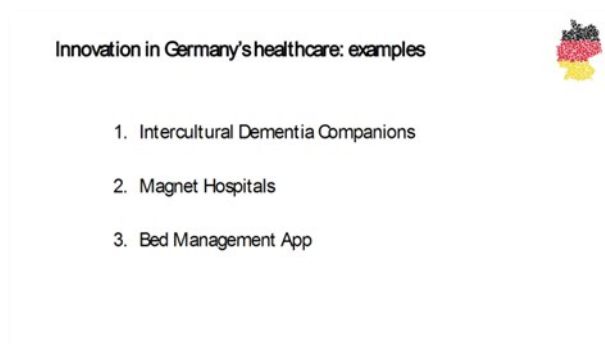 Innovation in Germany's healthcare: examples
1. Intercultural Dementia Companions
2. Magnet Hospitals
3. Bed Management App